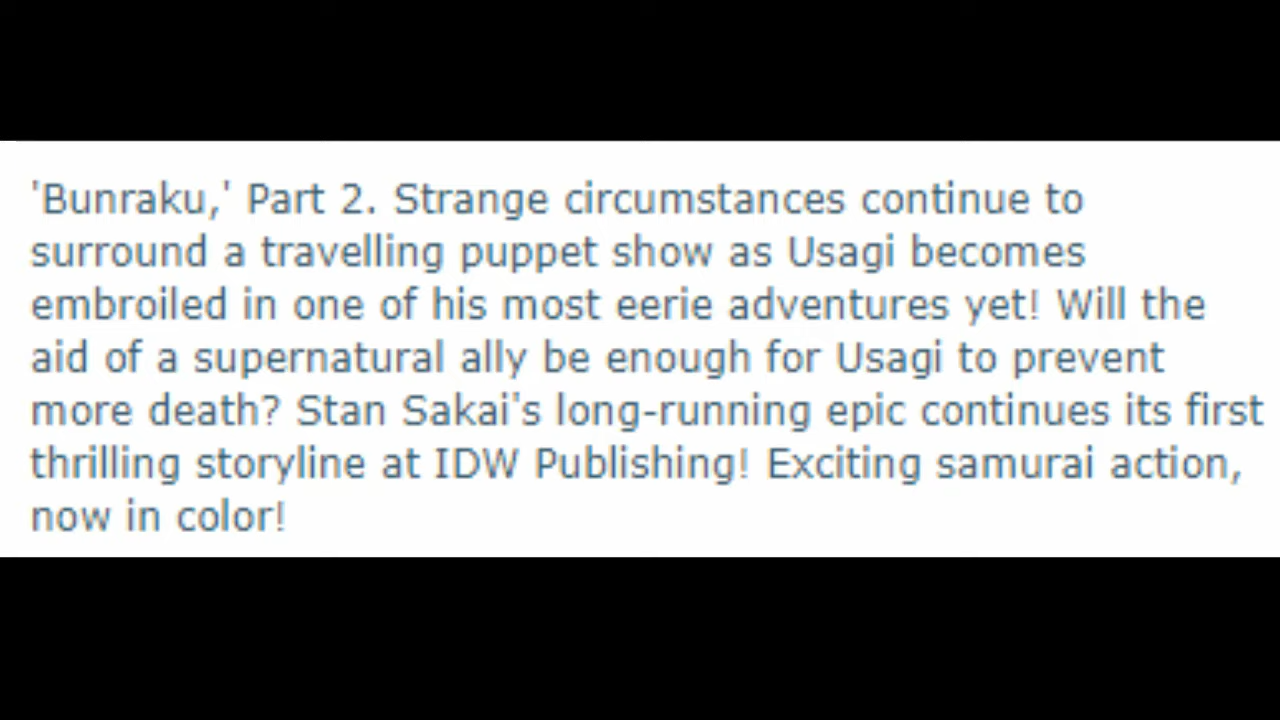 'Bunraku,' Part 2. Strange circumstances continue to
surround a travelling puppet show as Usagi becomes
embroiled in one of his most eerie adventures yet! Will the
aid of a supernatural ally be enough for Usagi to prevent
more death? Stan Sakai's long-running epic continues its first
thrilling storyline at IDW Publishing! Exciting samurai action,
now in color!